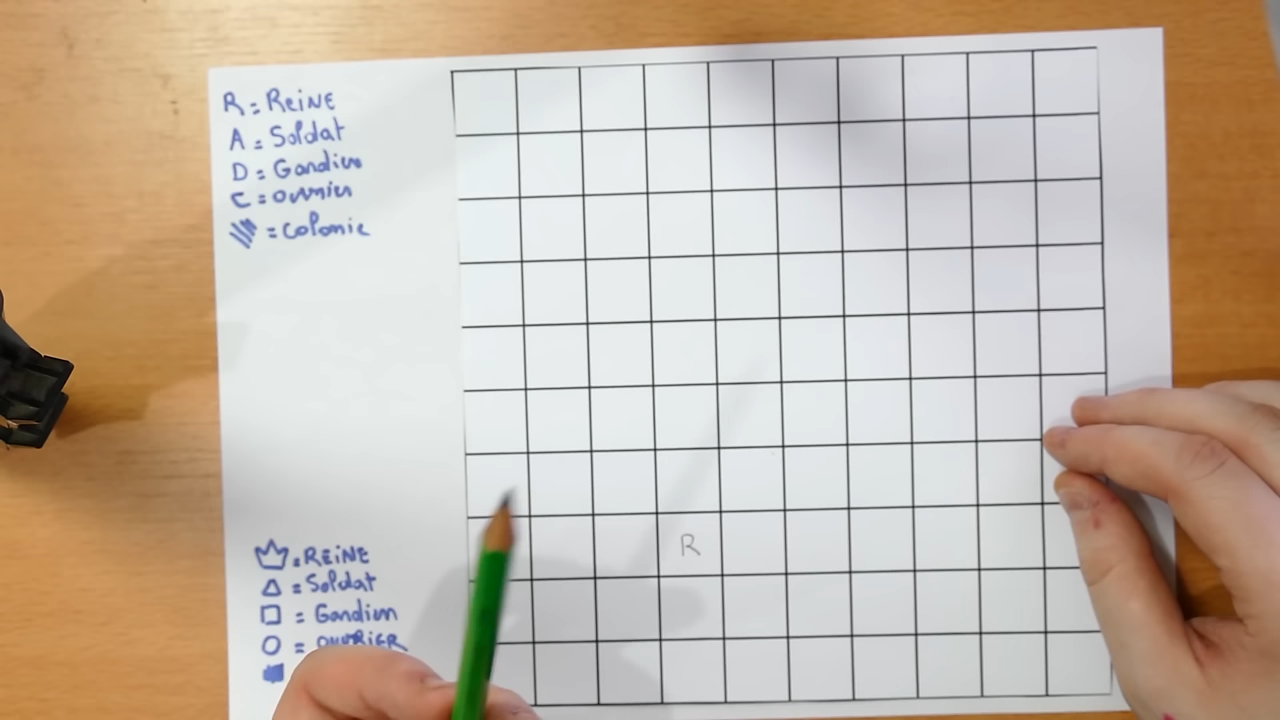 R = Reine
A = Soldat
D = Gardien
C = ouvrier
= Colonie
R
= REiNE
= Soldat
= Gardien
= OUVRiER